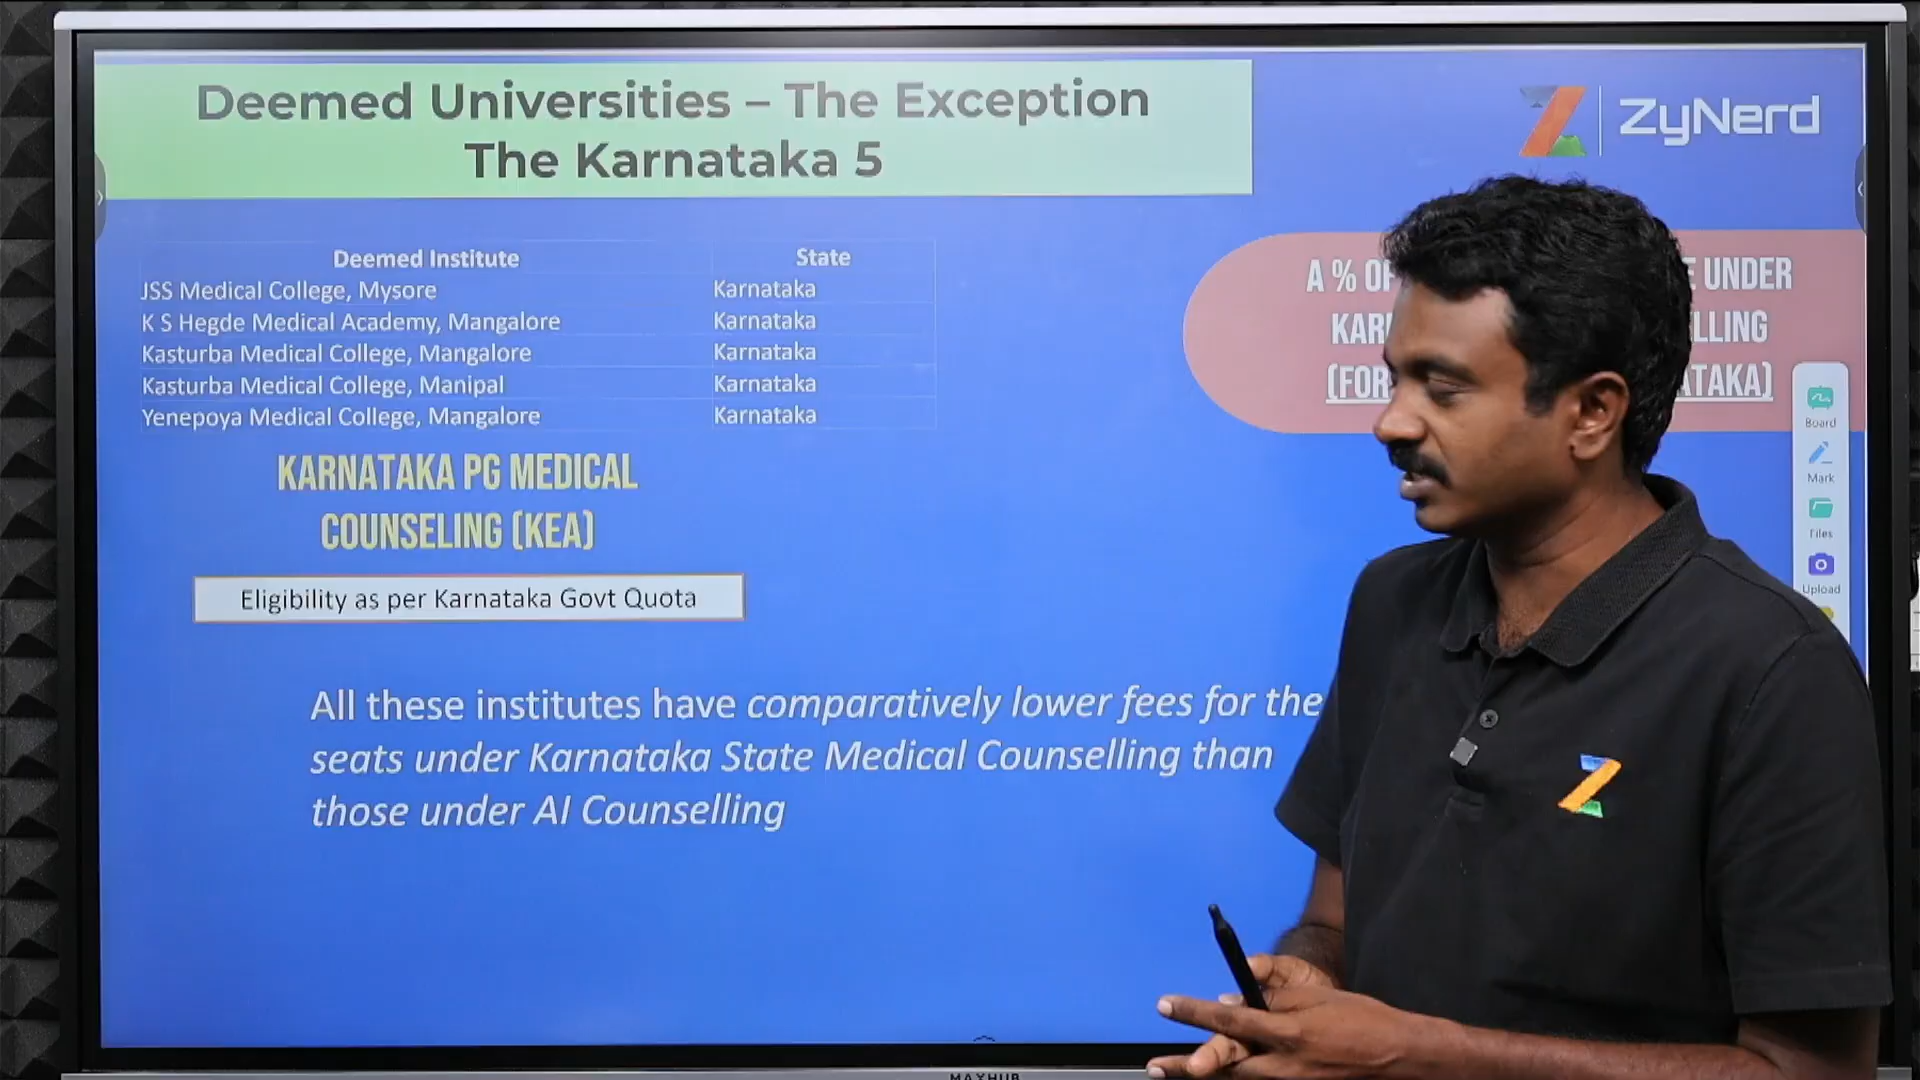 Deemed Universities – The Exception
The Karnataka 5
ZyNerd
Deemed Institute State
JSS Medical College, Mysore Karnataka
K S Hegde Medical Academy, Mangalore Karnataka
Kasturba Medical College, Mangalore Karnataka
Kasturba Medical College, Manipal Karnataka
Yenepoya Medical College, Mangalore Karnataka
A % UNDER
KARNATAKA PG MEDICAL
COUNSELING (KEA)
Eligibility as per Karnataka Govt Quota
All these institutes have comparatively lower fees for the
seats under Karnataka State Medical Counselling than
those under AI Counselling
Board
Mark
Files
Upload
MAXHUB